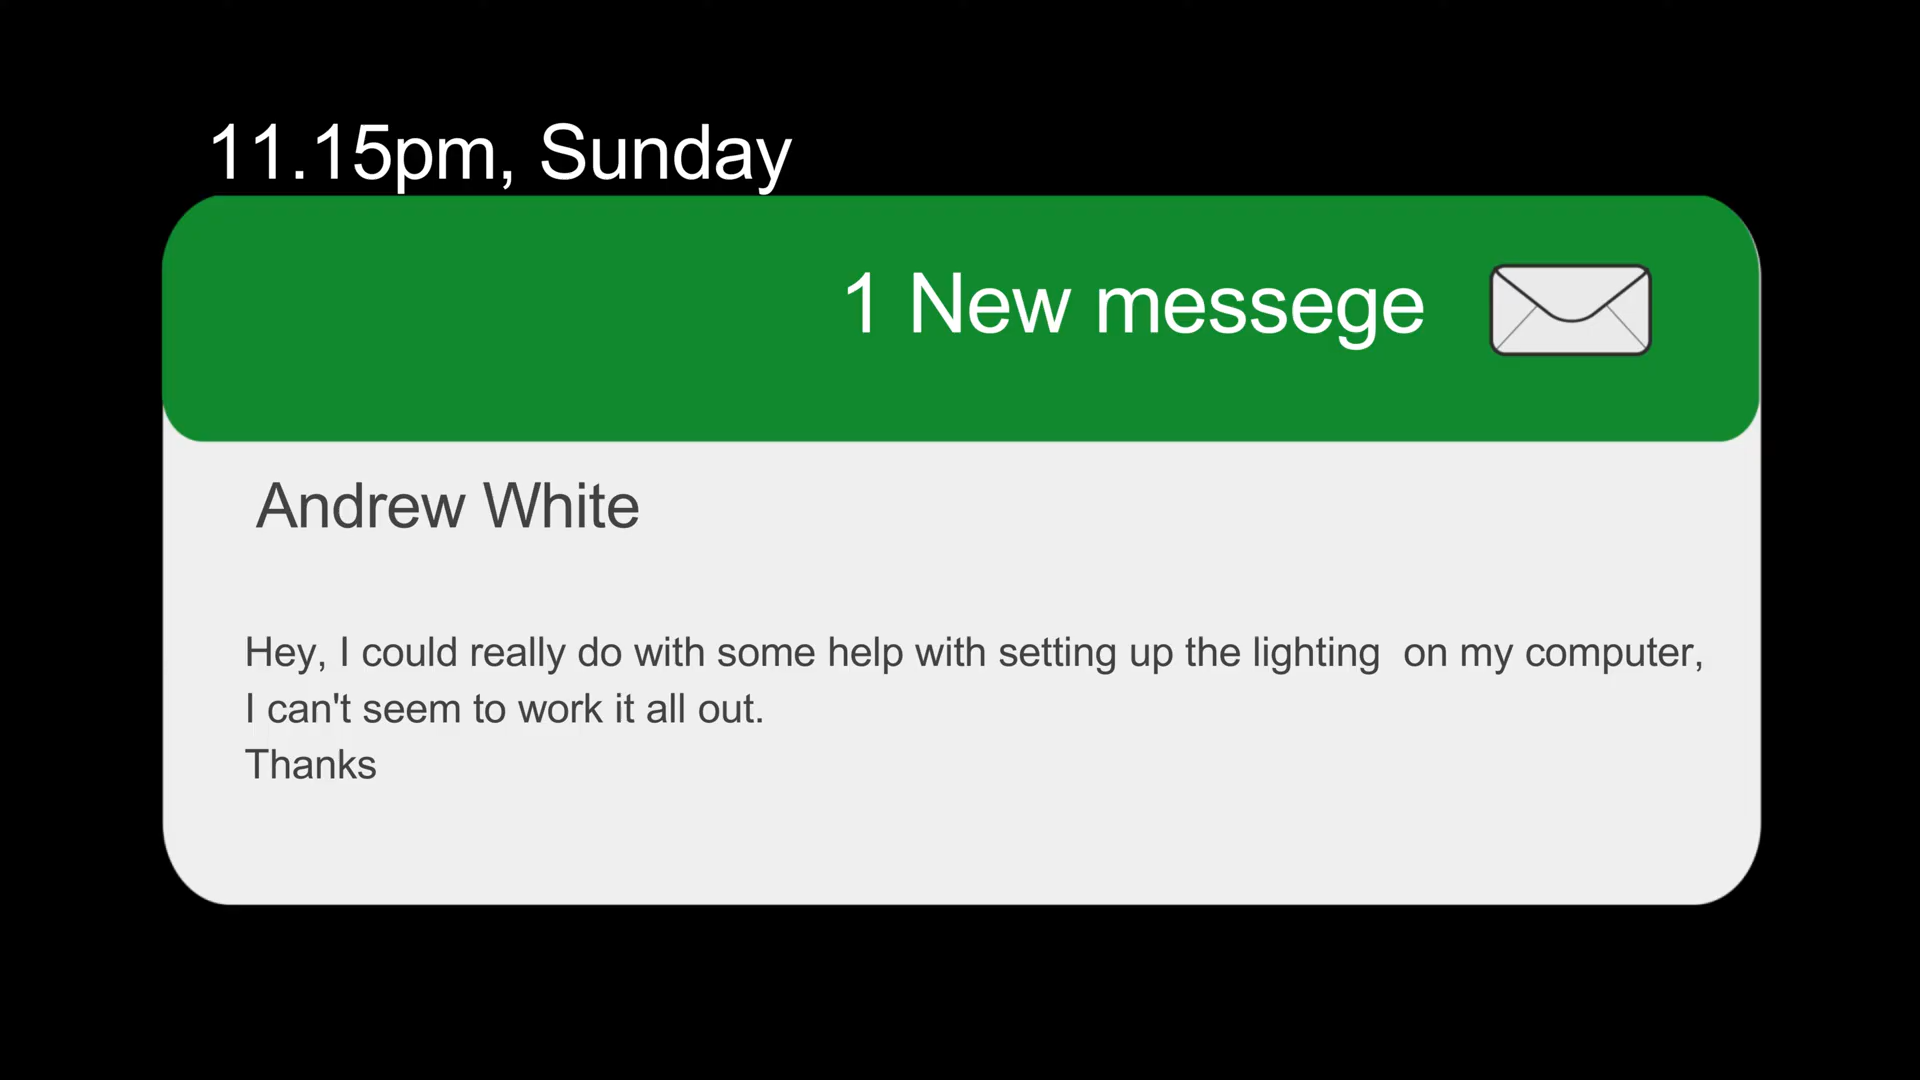 11.15pm, Sunday
1 New messege
Andrew White
Hey, I could really do with some help with setting up the lighting  on my computer,
I can't seem to work it all out.
Thanks